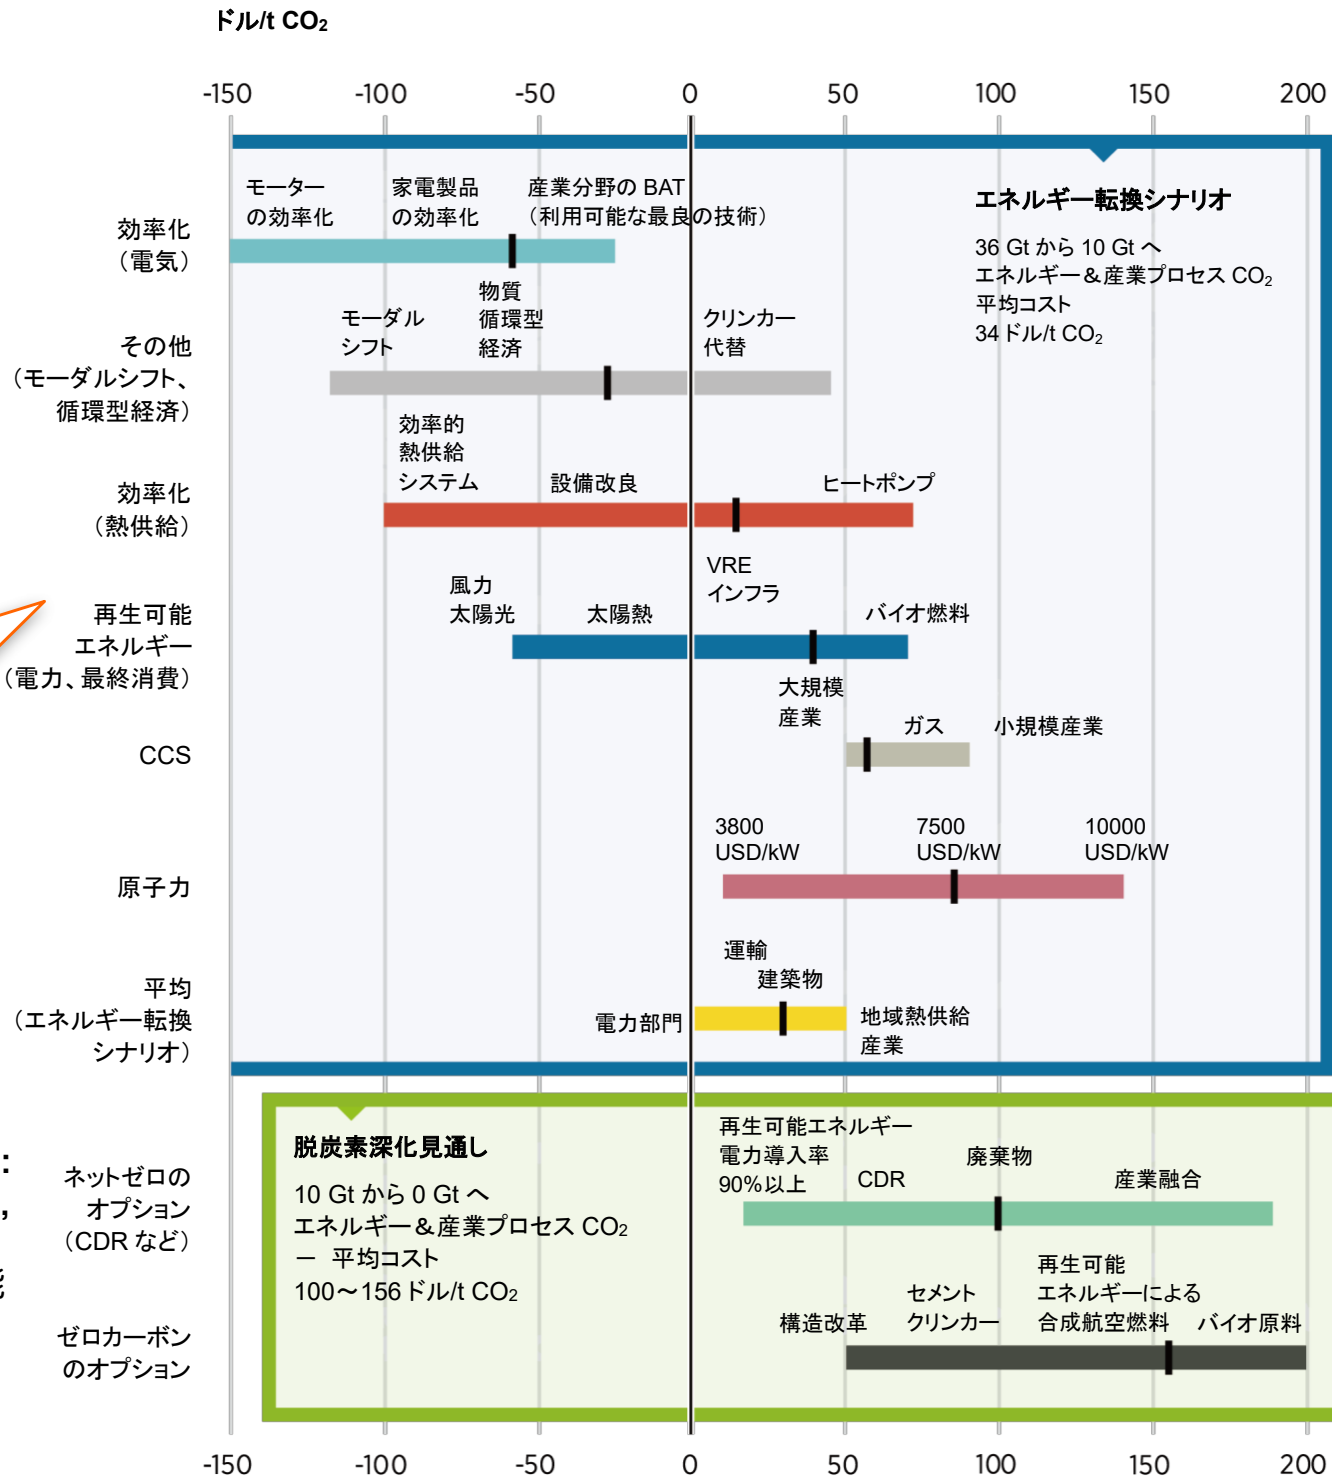 ドル/t CO₂
-150 -100 -50 0 50 100 150 200
エネルギー転換シナリオ
36 Gt から 10 Gt へ
エネルギー＆産業プロセス CO₂
平均コスト
34ドル/t CO₂
効率化
（電気）
モーター
の効率化
家電製品
の効率化
産業分野の BAT
（利用可能な最良の技術）
その他
（モーダルシフト、
循環型経済）
モーダル
シフト
物質
循環型
経済
クリンカー
代替
効率化
（熱供給）
効率的
熱供給
システム
設備改良
ヒートポンプ
再生可能
エネルギー
（電力、最終消費）
風力
太陽光
太陽熱
VRE
インフラ
バイオ燃料
CCS
大規模
産業
ガス
小規模産業
原子力
3800
USD/kW
7500
USD/kW
10000
USD/kW
平均
（エネルギー転換
シナリオ）
電力部門
運輸
建築物
地域熱供給
産業
脱炭素深化見通し
10 Gt から 0 Gt へ
エネルギー＆産業プロセス CO₂
－ 平均コスト
100～156ドル/t CO₂
:
,
ネットゼロの
オプション
（CDR など）
再生可能エネルギー
電力導入率
90%以上
CDR
廃棄物
産業融合
ゼロカーボン
のオプション
構造改革
セメント
クリンカー
再生可能
エネルギーによる
合成航空燃料
バイオ原料
-150 -100 -50 0 50 100 150 200